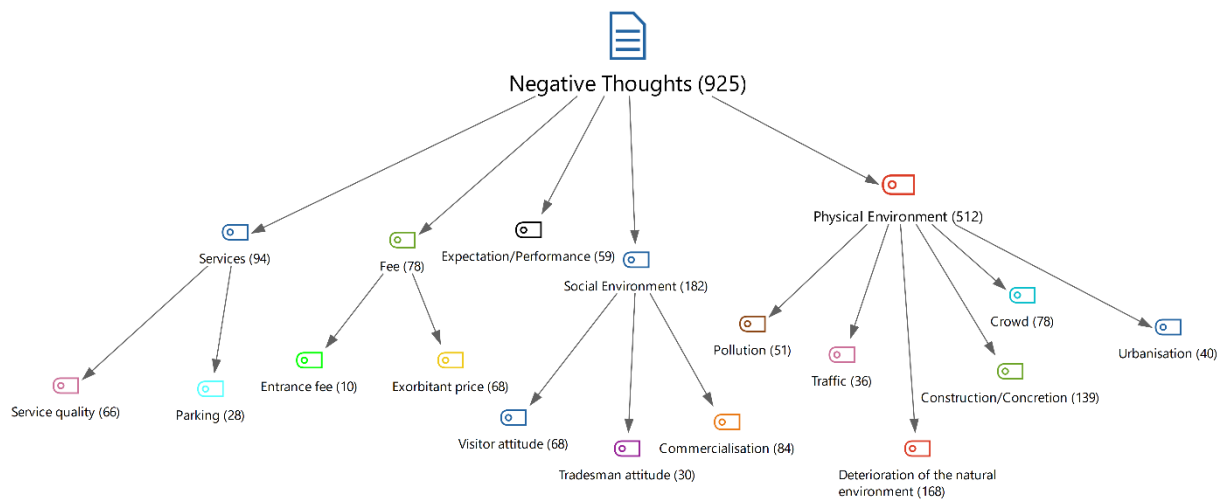 Negative Thoughts (925)
Physical Environment (512)
Services (94)
Fee (78)
Expectation/Performance (59)
Social Environment (182)
Crowd (78)
Pollution (51)
Urbanisation (40)
Traffic (36)
Entrance fee (10)
Exorbitant price (68)
Construction/Concretion (139)
Service quality (66)
Parking (28)
Visitor attitude (68)
Commercialisation (84)
Tradesman attitude (30)
Deterioration of the natural
environment (168)